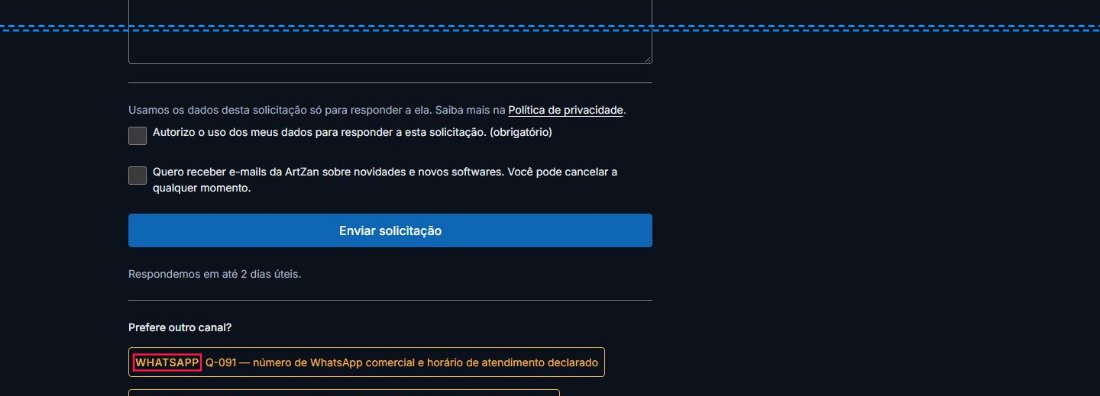 Usamos os dados desta solicitação só para responder a ela. Saiba mais na Política de privacidade.
Autorizo o uso dos meus dados para responder a esta solicitação. (obrigatório)
Quero receber e-mails da ArtZan sobre novidades e novos softwares. Você pode cancelar a
qualquer momento.
Enviar solicitação
Respondemos em até 2 dias úteis.
Prefere outro canal?
WHATSAPP Q-091 — número de WhatsApp comercial e horário de atendimento declarado